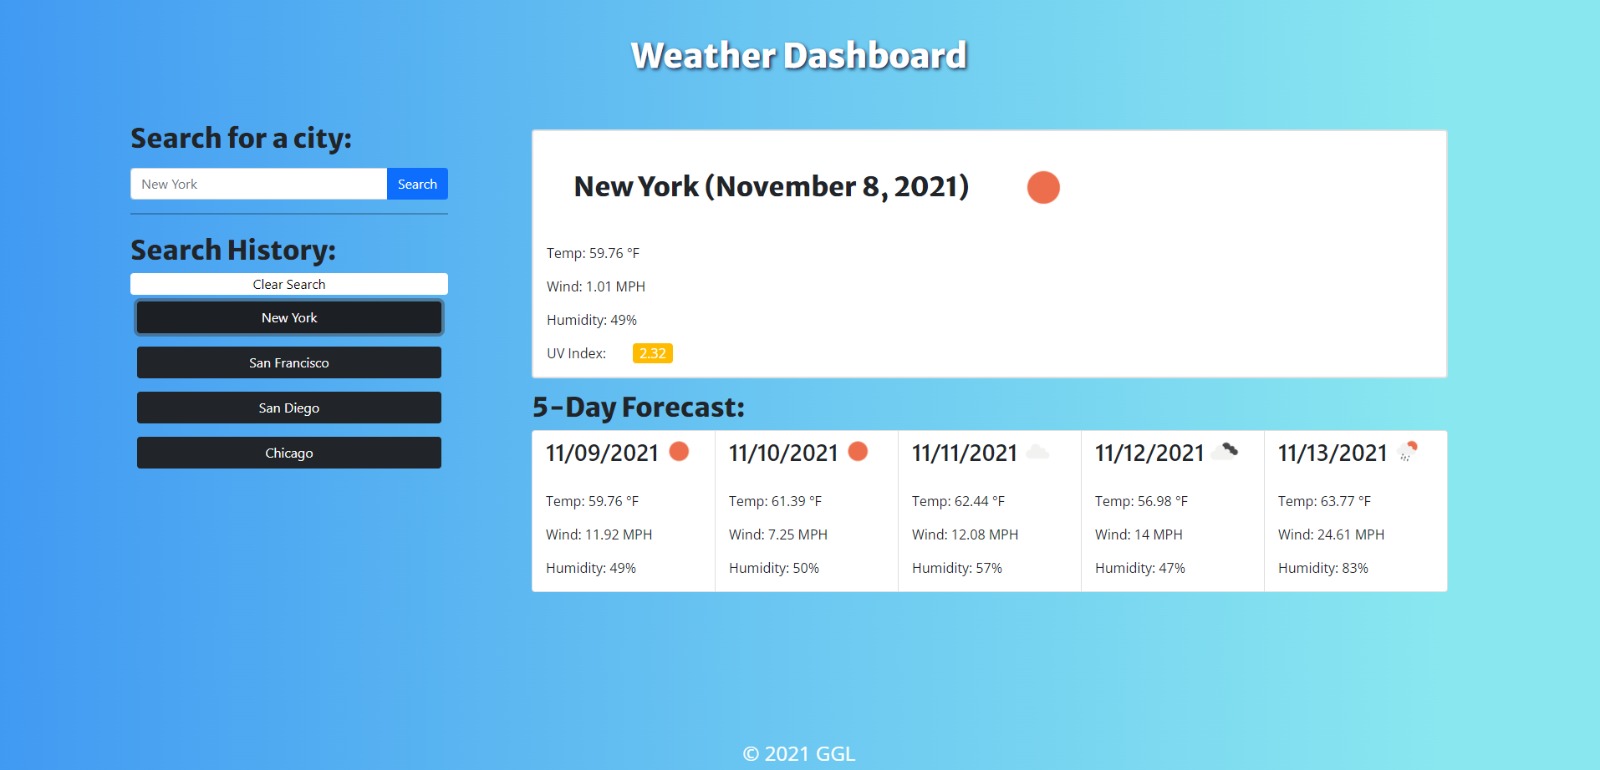 Weather Dashboard
Search for a city:
New York
Search
Search History:
Clear Search
New York
San Francisco
San Diego
Chicago
New York (November 8, 2021)
Temp: 59.76 °F
Wind: 1.01 MPH
Humidity: 49%
UV Index: 2.32
5-Day Forecast:
11/09/2021
Temp: 59.76 °F
Wind: 11.92 MPH
Humidity: 49%
11/10/2021
Temp: 61.39 °F
Wind: 7.25 MPH
Humidity: 50%
11/11/2021
Temp: 62.44 °F
Wind: 12.08 MPH
Humidity: 57%
11/12/2021
Temp: 56.98 °F
Wind: 14 MPH
Humidity: 47%
11/13/2021
Temp: 63.77 °F
Wind: 24.61 MPH
Humidity: 83%
© 2021 GGL